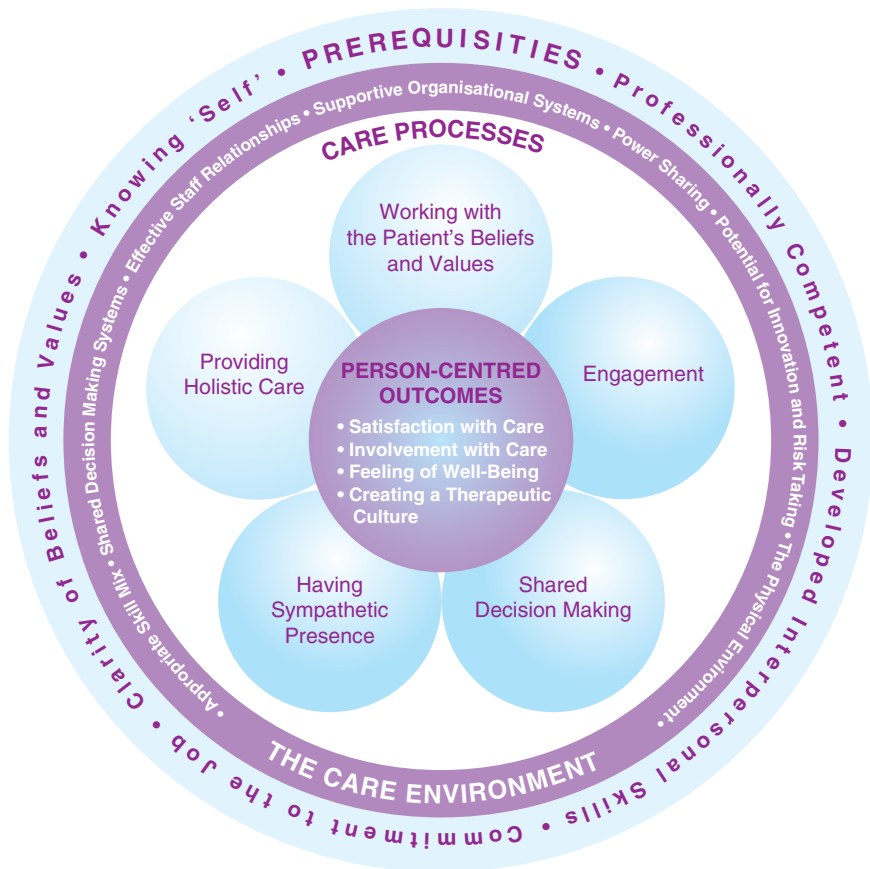 PREREQUISITIES • Professionally Competent • Developed Interpersonal Skills • Commitment to the Job • Clarity of Beliefs and Values • Knowing ‘Self’ •
• Appropriate Skill Mix • Shared Decision Making Systems • Effective Staff Relationships • Supportive Organisational Systems • Power Sharing • Potential for Innovation and Risk Taking • The Physical Environment •
THE CARE ENVIRONMENT
CARE PROCESSES
Working with
the Patient’s Beliefs
and Values
Engagement
Shared
Decision Making
Having
Sympathetic
Presence
Providing
Holistic Care
PERSON-CENTRED
OUTCOMES
• Satisfaction with Care
• Involvement with Care
• Feeling of Well-Being
• Creating a Therapeutic
Culture